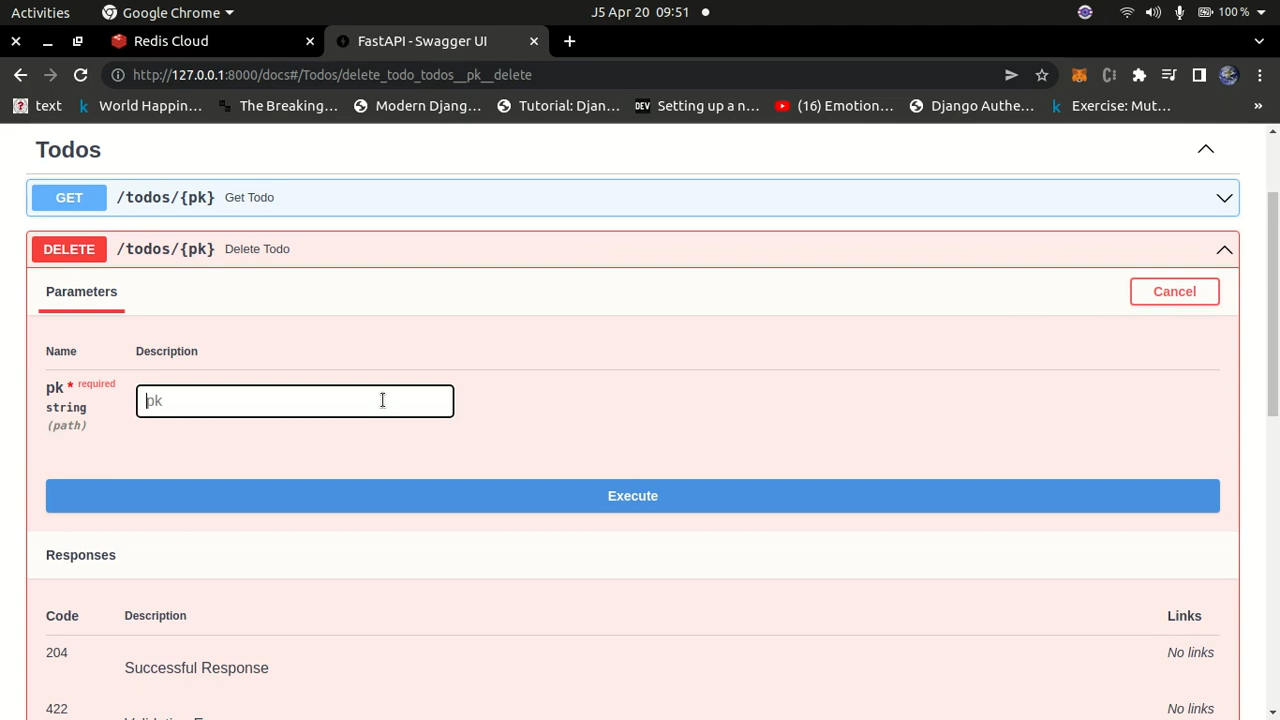 Activities Google Chrome J5 Apr 20 09:51 100 %
Redis Cloud FastAPI - Swagger UI
http://127.0.0.1:8000/docs#/Todos/delete_todo_todos__pk__delete
text World Happin... The Breaking... Modern Djang... Tutorial: Djan... DEV Setting up a n... (16) Emotion... Django Authe... Exercise: Mut... »
Todos
GET /todos/{pk} Get Todo
DELETE /todos/{pk} Delete Todo
Parameters Cancel
Name Description
pk * required
string
(path)
pk
Execute
Responses
Code Description Links
204 No links
Successful Response
422 No links